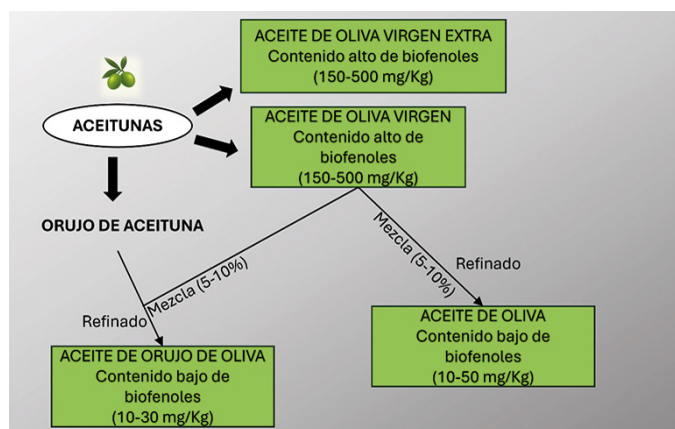 ACEITE DE OLIVA VIRGEN EXTRA
Contenido alto de biofenoles
(150-500 mg/Kg)
ACEITUNAS
ACEITE DE OLIVA VIRGEN
Contenido alto de
biofenoles
(150-500 mg/Kg)
ORUJO DE ACEITUNA
Mezcla (5-10%)
Mezcla (5-10%)
Refinado
Refinado
ACEITE DE OLIVA
Contenido bajo de
biofenoles
(10-50 mg/Kg)
ACEITE DE ORUJO DE OLIVA
Contenido bajo de
biofenoles
(10-30 mg/Kg)